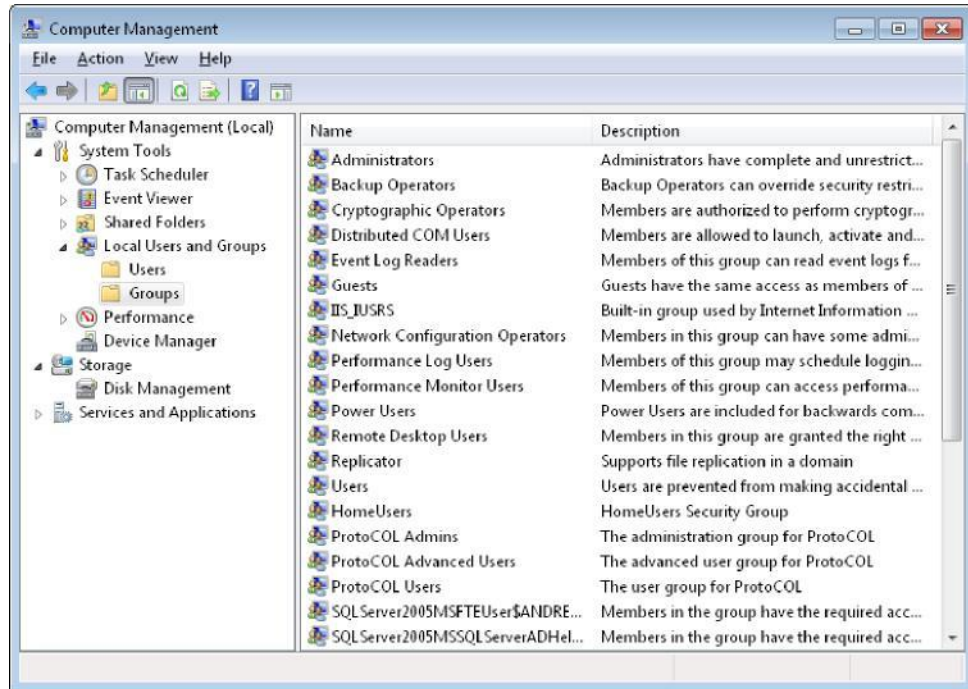 Computer Management
File Action View Help
Computer Management (Local)
System Tools
Task Scheduler
Event Viewer
Shared Folders
Local Users and Groups
Users
Groups
Performance
Device Manager
Storage
Disk Management
Services and Applications
Name Description
Administrators Administrators have complete and unrestrict...
Backup Operators Backup Operators can override security restri...
Cryptographic Operators Members are authorized to perform cryptogr...
Distributed COM Users Members are allowed to launch, activate and...
Event Log Readers Members of this group can read event logs f...
Guests Guests have the same access as members of ...
IIS_IUSRS Built-in group used by Internet Information ...
Network Configuration Operators Members in this group can have some admi...
Performance Log Users Members of this group may schedule loggin...
Performance Monitor Users Members of this group can access performa...
Power Users Power Users are included for backwards com...
Remote Desktop Users Members in this group are granted the right ...
Replicator Supports file replication in a domain
Users Users are prevented from making accidental ...
HomeUsers HomeUsers Security Group
ProtoCOL Admins The administration group for ProtoCOL
ProtoCOL Advanced Users The advanced user group for ProtoCOL
ProtoCOL Users The user group for ProtoCOL
SQLServer2005MSFTEUser$ANDRE... Members in the group have the required acc...
SQLServer2005MSSQLServerADHel... Members in the group have the required acc...